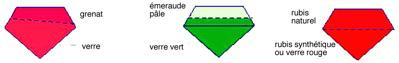 grenat
verre
émeraude
pâle
verre vert
rubis
naturel
rubis synthétique
ou verre rouge